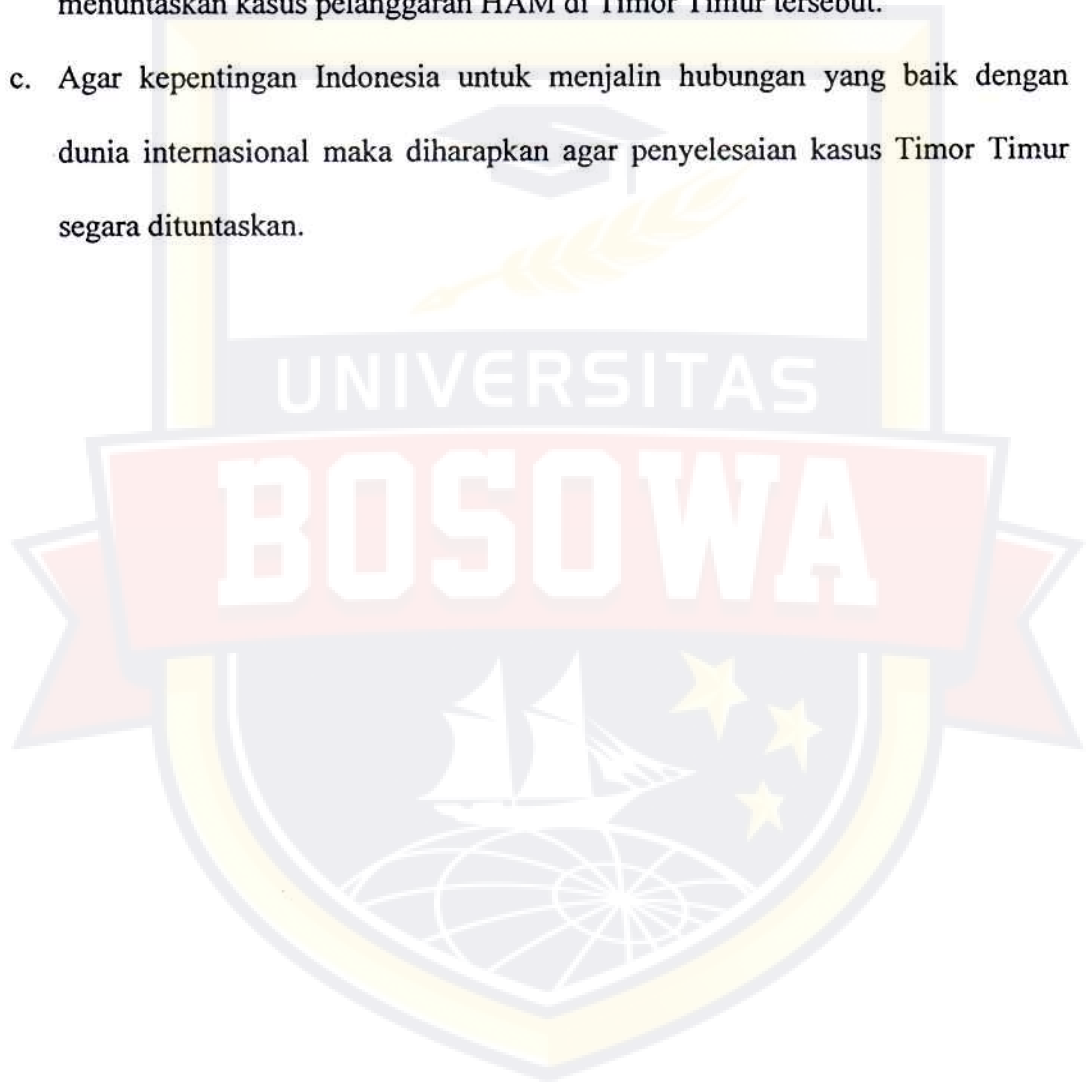 menuntaskan kasus pelanggaran HAM di Timor Timur tersebut.
c. Agar kepentingan Indonesia untuk menjalin hubungan yang baik dengan
dunia internasional maka diharapkan agar penyelesaian kasus Timor Timur
segara dituntaskan.
UNIVERSITAS
BOSOWA